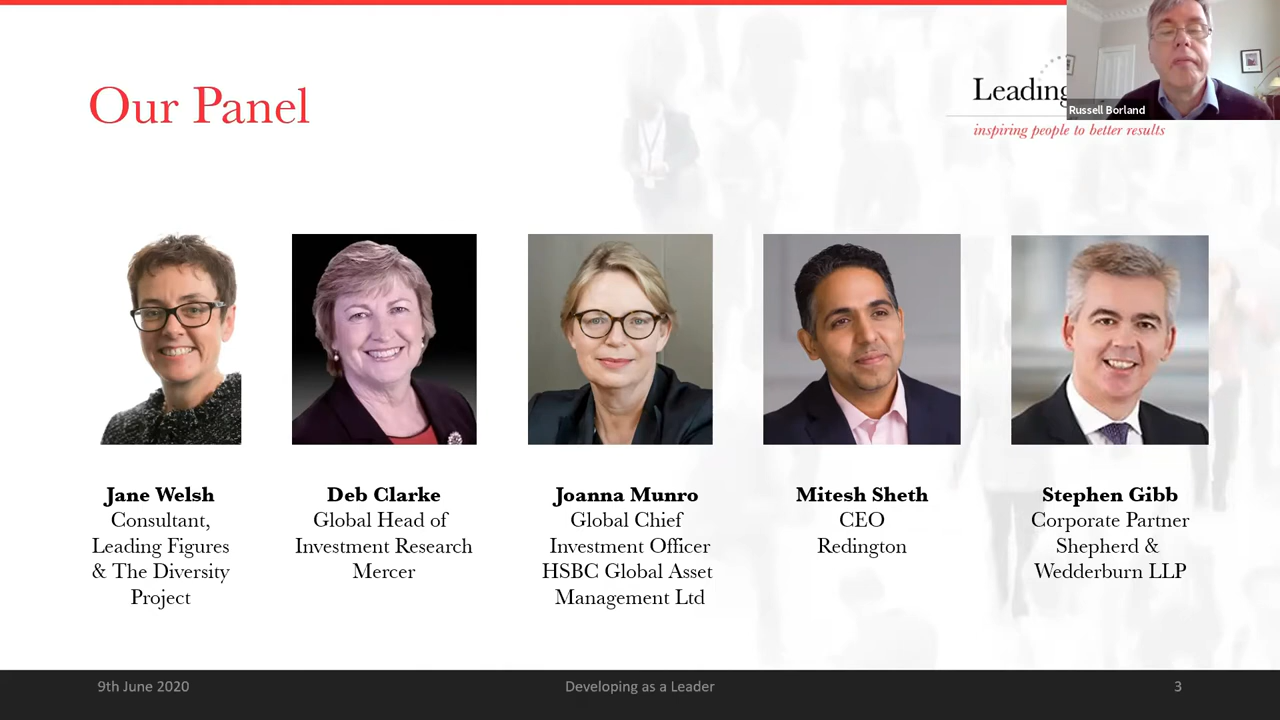 Our Panel
Leading
Russell Borland
inspiring people to better results
Jane Welsh
Consultant,
Leading Figures
& The Diversity
Project
Deb Clarke
Global Head of
Investment Research
Mercer
Joanna Munro
Global Chief
Investment Officer
HSBC Global Asset
Management Ltd
Mitesh Sheth
CEO
Redington
Stephen Gibb
Corporate Partner
Shepherd &
Wedderburn LLP
9th June 2020
Developing as a Leader
3